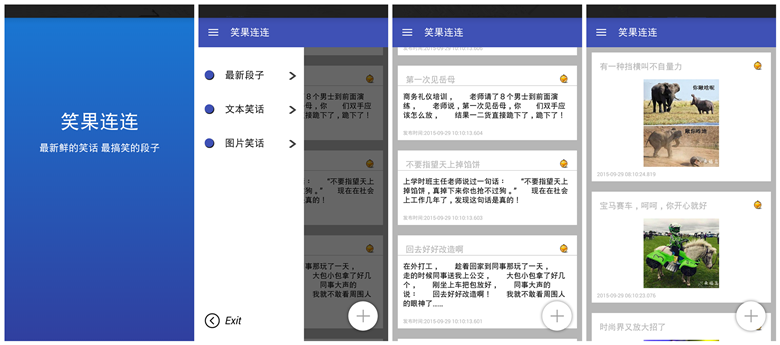 笑果连连
最新鲜的笑话 最搞笑的段子
笑果连连
最新段子
文本笑话
图片笑话
Exit
8个男士到前面演
母，你 们双手应
接跪下了，跪下了！
“不要指望天上
狗。” 现在在社会
真的！
事那玩了一天，
大包小包拿了好几
同事大声的
我就不敢看周围人
笑果连连
第一次见岳母
商务礼仪培训， 老师请了8个男士到前面演
练， 老师说，第一次见岳母，你 们双手应
该怎么放， 结果一二货直接跪下了，跪下了！
发布时间:2015-09-29 10:10:13.604
不要指望天上掉馅饼
上学时班主任老师说过一句话： “不要指望天上
掉馅饼，真掉下来你也抢不过狗。” 现在在社会
上工作几年了，发现这句话是真的！
发布时间:2015-09-29 10:10:13.603
回去好好改造啊
在外打工， 趁着回家到同事那玩了一天，
走的时候同事送我上公交， 大包小包拿了好几
个， 刚坐上车把包放好， 同事大声的
说： 回去好好改造啊！ 我就不敢看周围人
的眼神了......
发布时间:2015-09-29 10:10:13.601
笑果连连
有一种挡横叫不自量力
你瞅啥呢
瞅你咋地
2015-09-29 06:10:24.819
宝马赛车，呵呵，你开心就好
2015-09-29 06:10:23.076
时尚界又放大招了